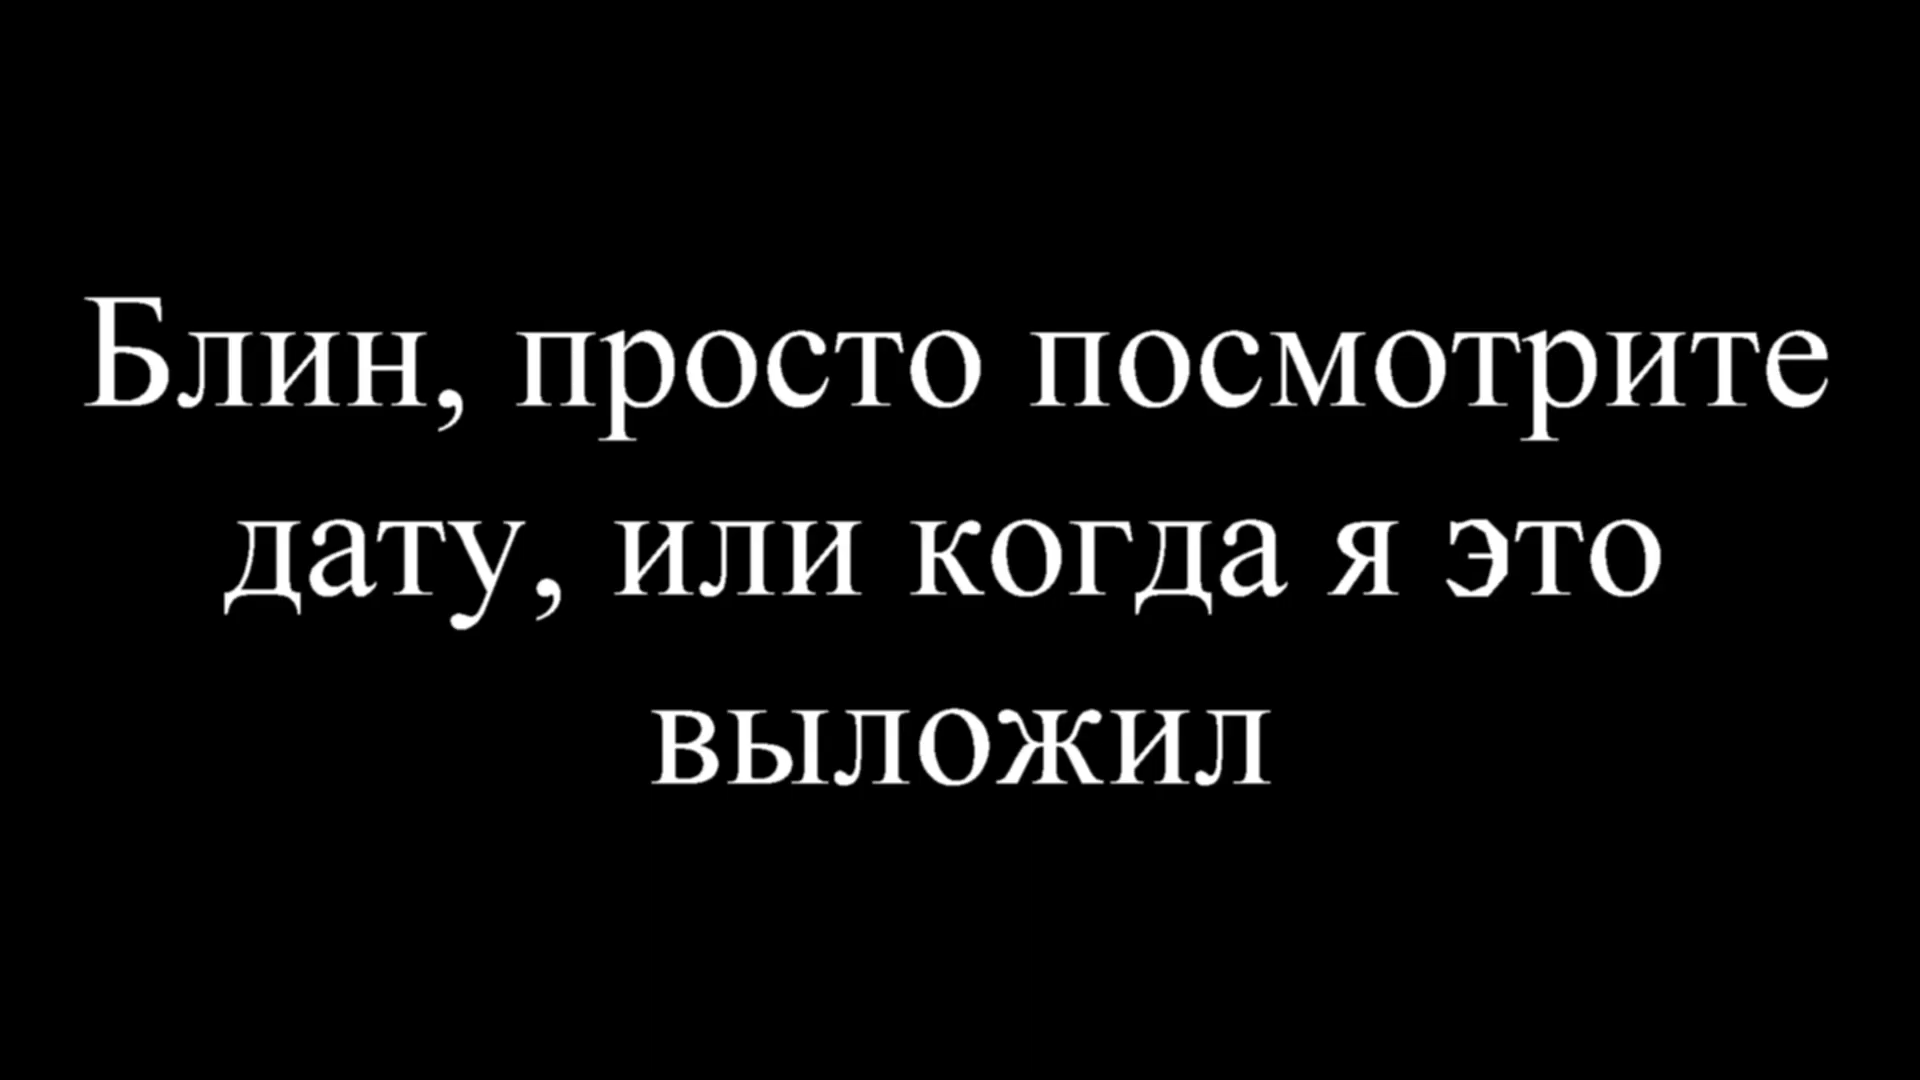 Блин, просто посмотрите
дату, или когда я это
выложил